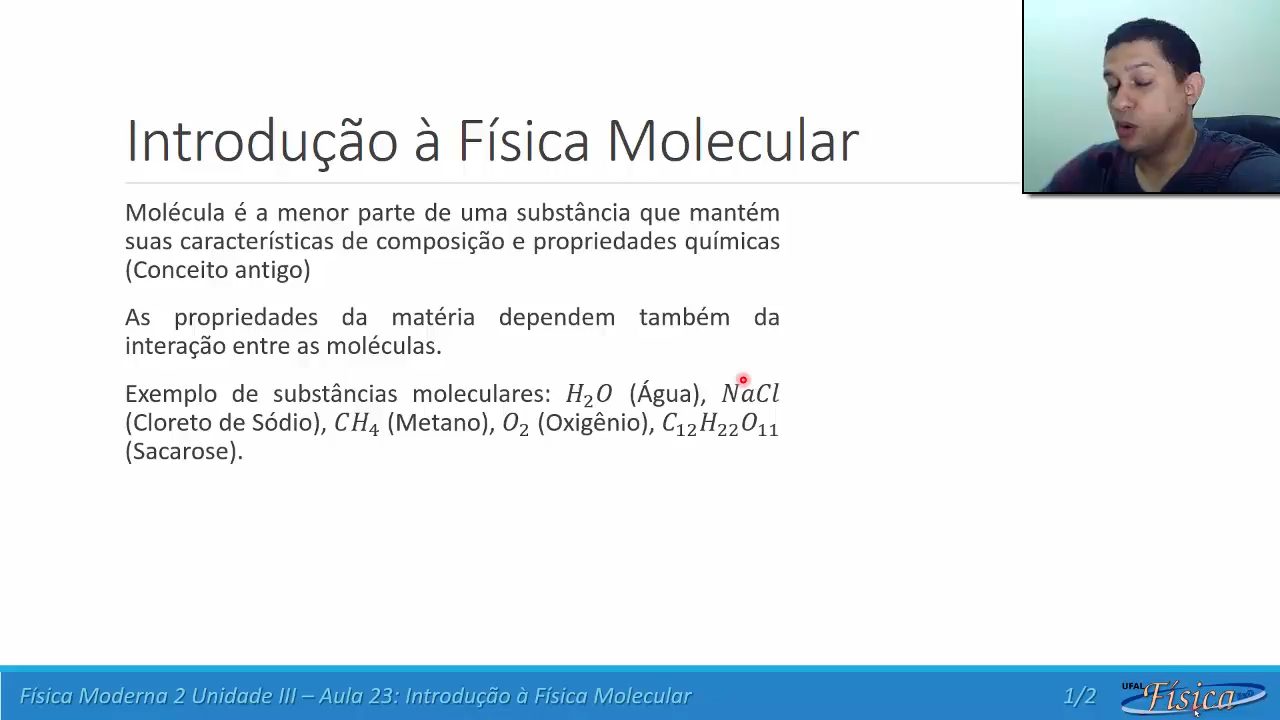 Introdução à Física Molecular
Molécula é a menor parte de uma substância que mantém
suas características de composição e propriedades químicas
(Conceito antigo)
As propriedades da matéria dependem também da
interação entre as moléculas.
Exemplo de substâncias moleculares: H₂O (Água), NaCl
(Cloreto de Sódio), CH₄ (Metano), O₂ (Oxigênio), C₁₂H₂₂O₁₁
(Sacarose).
Física Moderna 2 Unidade III – Aula 23: Introdução à Física Molecular
1/2
UFAL
Física